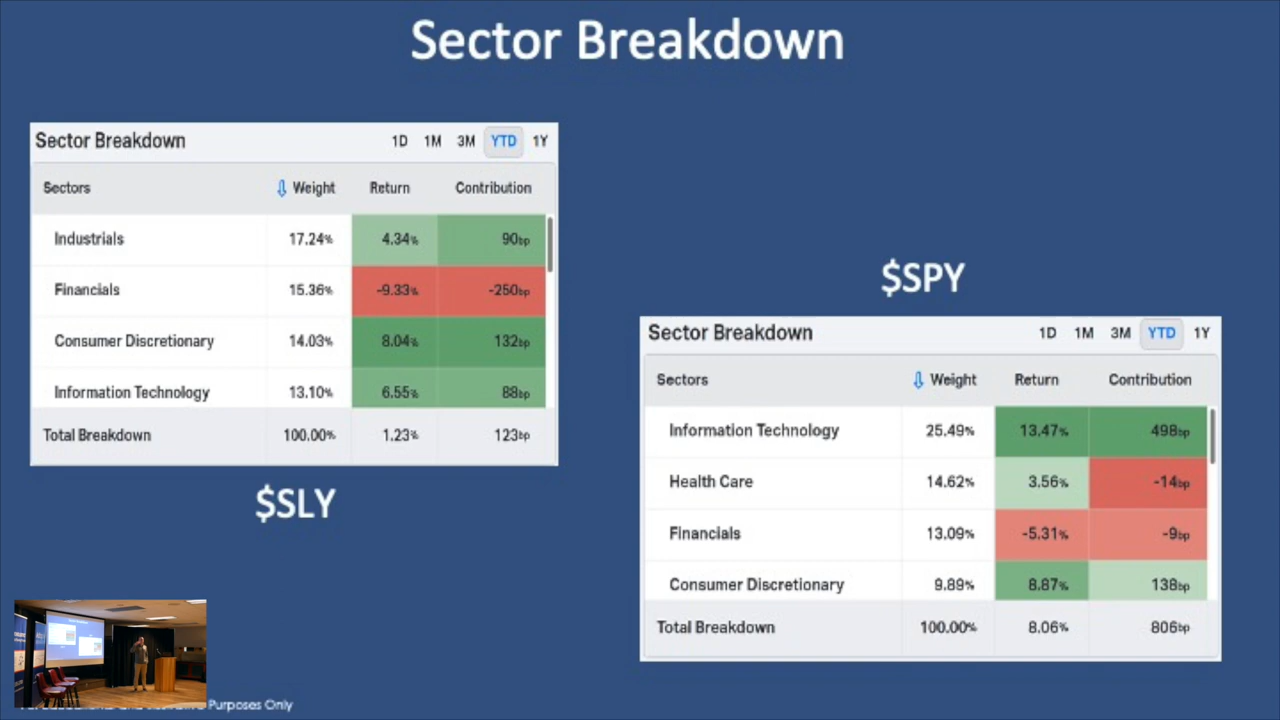 Sector Breakdown
Sector Breakdown 1D 1M 3M YTD 1Y
Sectors Weight Return Contribution
Industrials 17.24% 4.34% 90bp
Financials 15.36% -9.33% -250bp
Consumer Discretionary 14.03% 8.04% 132bp
Information Technology 13.10% 6.55% 88bp
Total Breakdown 100.00% 1.23% 123bp
$SLY
$SPY
Sector Breakdown 1D 1M 3M YTD 1Y
Sectors Weight Return Contribution
Information Technology 25.49% 13.47% 498bp
Health Care 14.62% 3.56% -14bp
Financials 13.09% -5.31% -9bp
Consumer Discretionary 9.89% 8.87% 138bp
Total Breakdown 100.00% 8.06% 806bp
Purposes Only